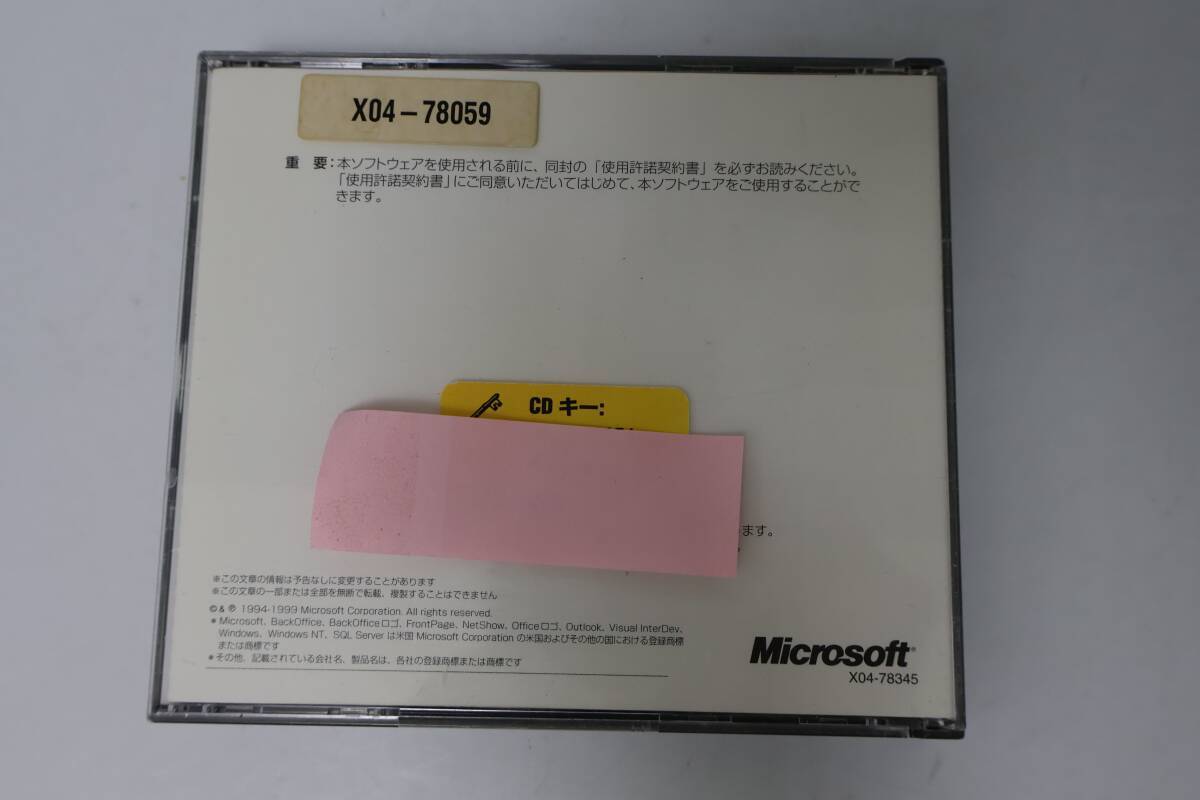 X04-78059
重 要：本ソフトウェアを使用される前に、同封の「使用許諾契約書」を必ずお読みください。
「使用許諾契約書」にご同意いただいてはじめて、本ソフトウェアをご使用することがで
きます。
CD キー:
ます。
※この文章の情報は予告なしに変更することがあります
※この文章の一部または全部を無断で転載、複製することはできません
©& ℗ 1994-1999 Microsoft Corporation. All rights reserved.
* Microsoft、BackOffice、BackOfficeロゴ、FrontPage、NetShow、Officeロゴ、Outlook、Visual InterDev、
Windows、Windows NT、SQL Server は米国 Microsoft Corporation の米国およびその他の国における登録商標
または商標です
* その他、記載されている会社名、製品名は、各社の登録商標または商標です
Microsoft®
X04-78345